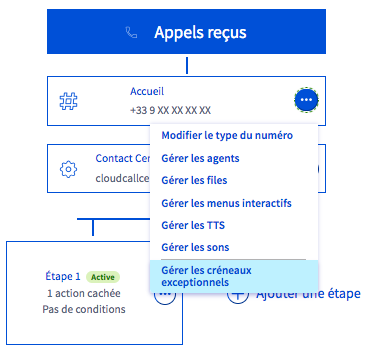 Appels reçus
Accueil
+33 9 XX XX XX XX
Modifier le type du numéro
Contact Cen
Gérer les agents
cloudcallce
Gérer les files
Gérer les menus interactifs
Gérer les TTS
Gérer les sons
Gérer les créneaux
exceptionnels
Étape 1 Active
1 action cachée
Pas de conditions
Ajouter une étape